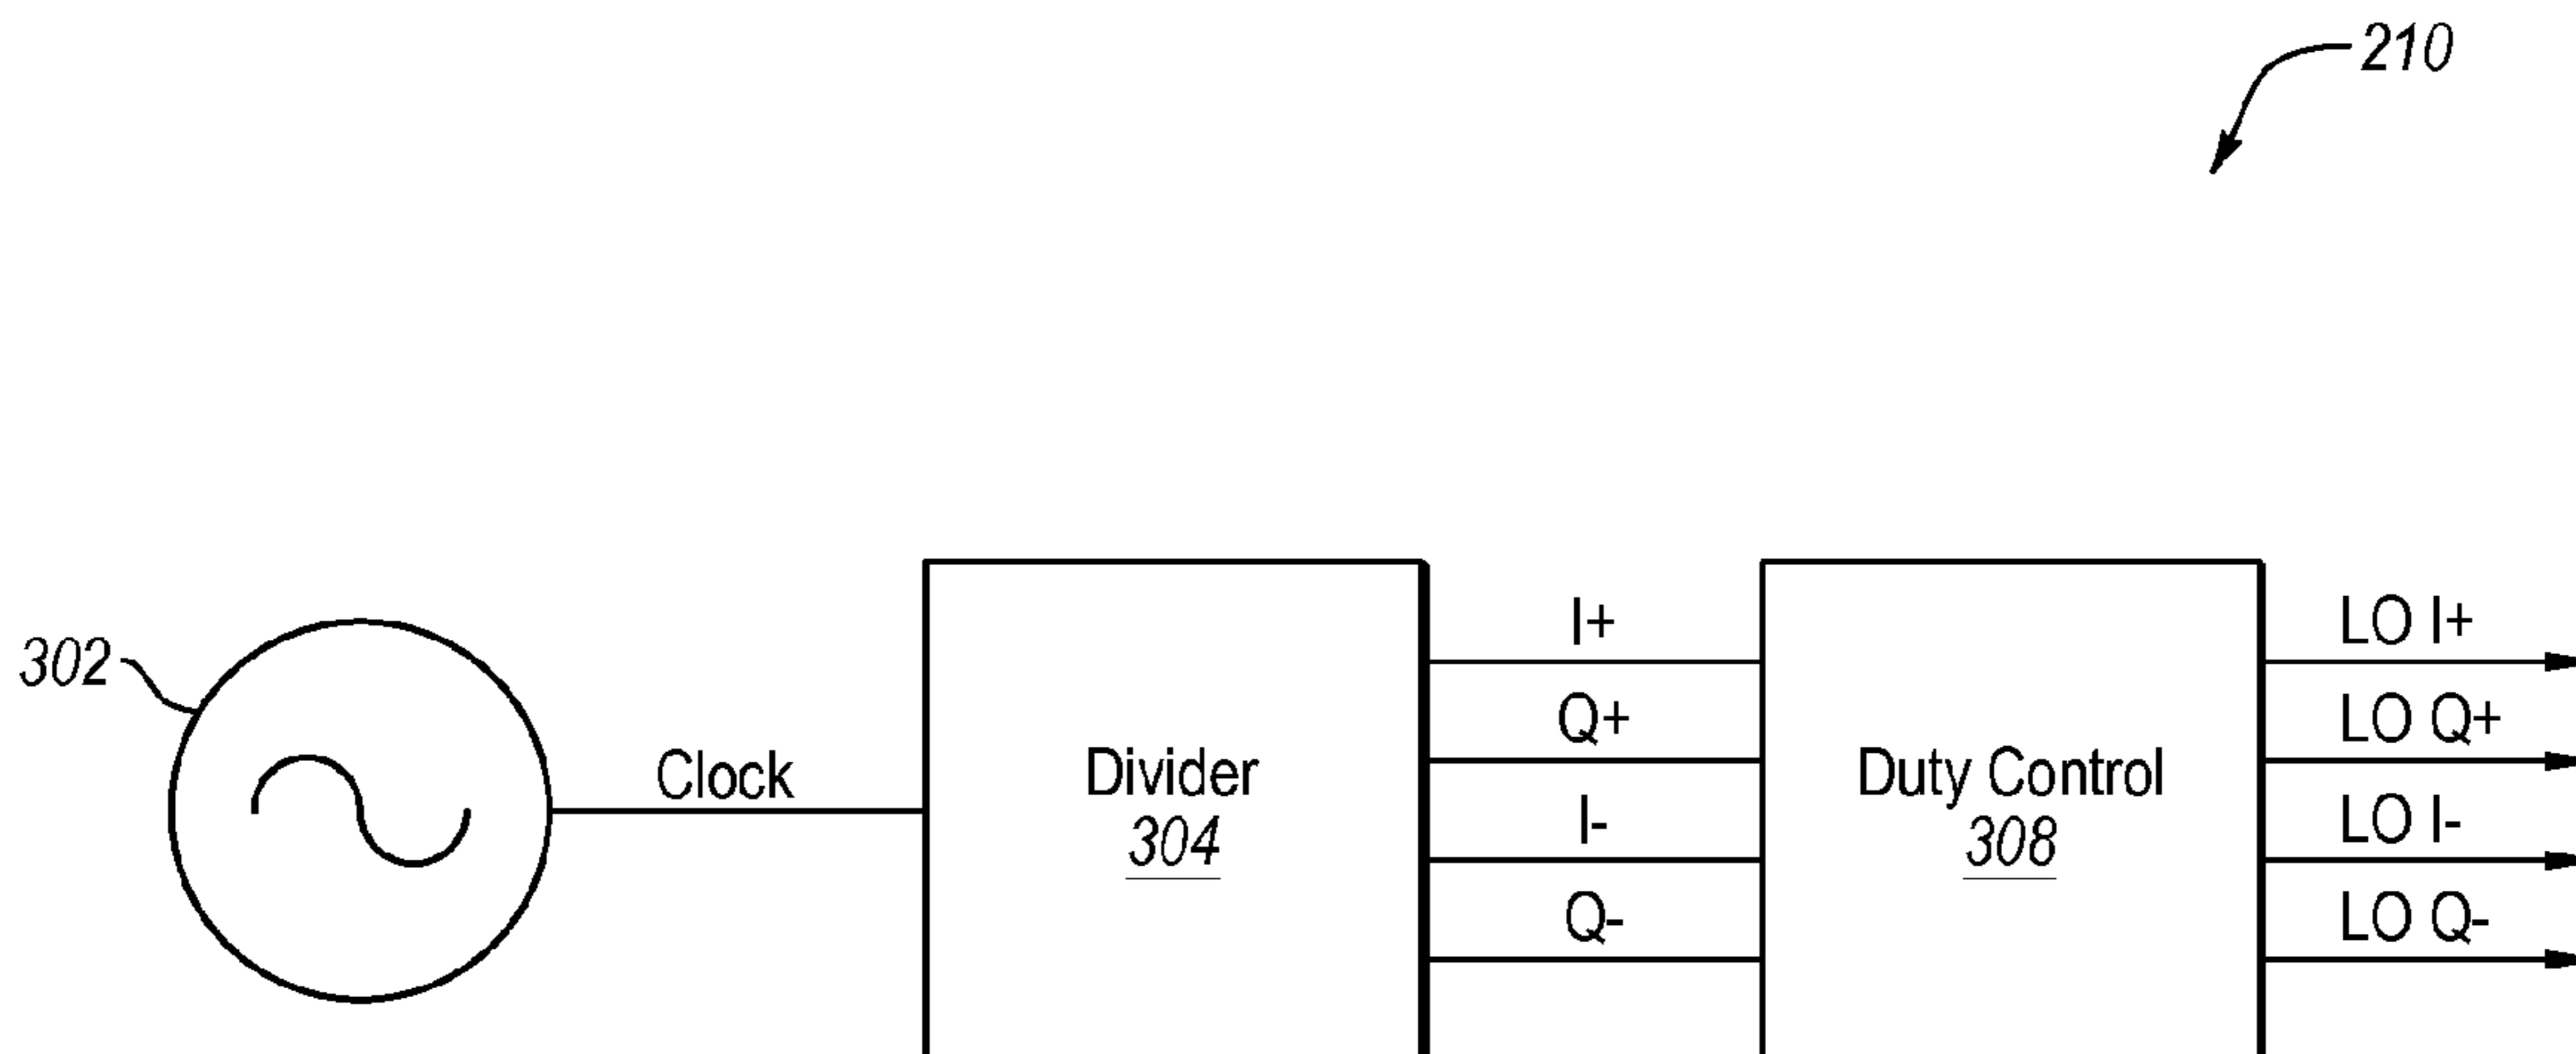 210
302
Clock
Divider
304
I+
Q+
I-
Q-
Duty Control
308
LO I+
LO Q+
LO I-
LO Q-